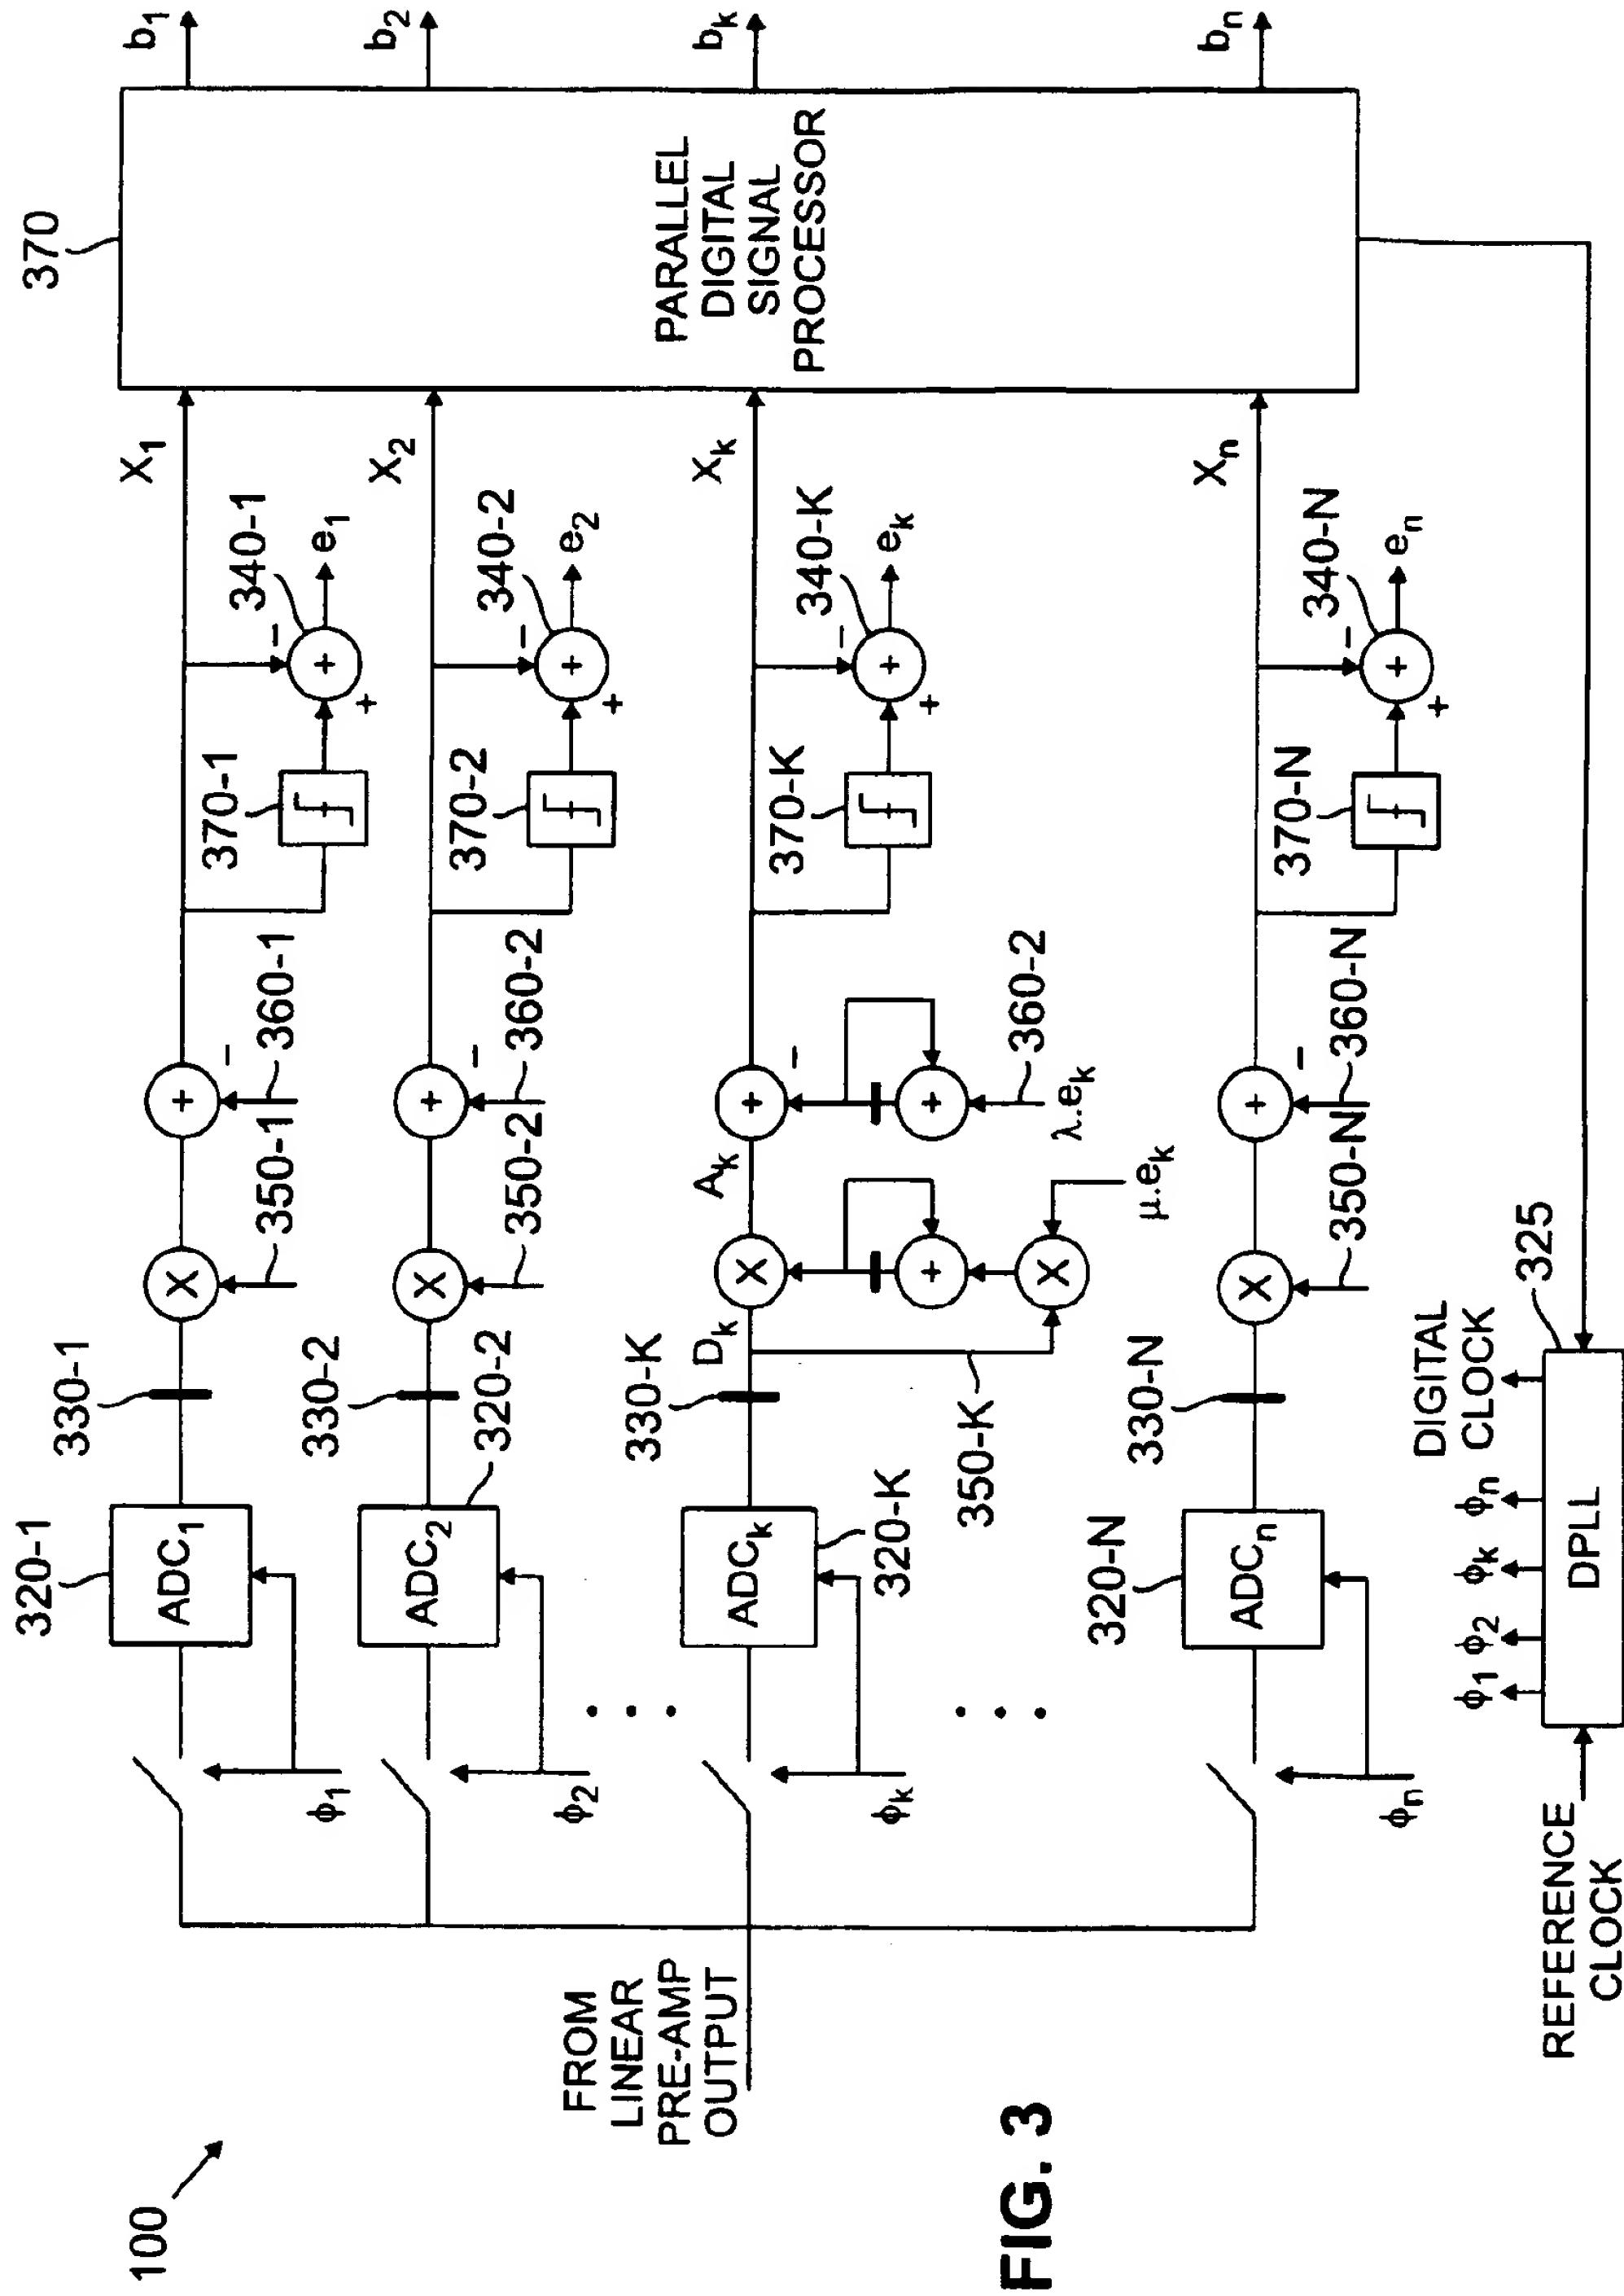 100
FROM
LINEAR
PRE-AMP
OUTPUT
ϕ1
320-1
ADC1
330-1
350-1
×
360-1
+
−
370-1
340-1
+
−
+
e1
X1
370
PARALLEL
DIGITAL
SIGNAL
PROCESSOR
b1
ϕ2
ADC2
320-2
330-2
350-2
×
360-2
+
−
370-2
340-2
+
−
+
e2
X2
b2
. . .
ϕk
ADCk
320-K
330-K
Dk
350-K
×
×
+
μ.ek
Ak
+
−
+
λ.ek
360-2
370-K
340-K
+
−
+
ek
Xk
bk
. . .
ϕn
320-N
ADCn
330-N
350-N
×
360-N
+
−
370-N
340-N
+
−
+
en
Xn
bn
REFERENCE
CLOCK
ϕ1 ϕ2 ϕk ϕn
DIGITAL
CLOCK
325
DPLL
FIG. 3